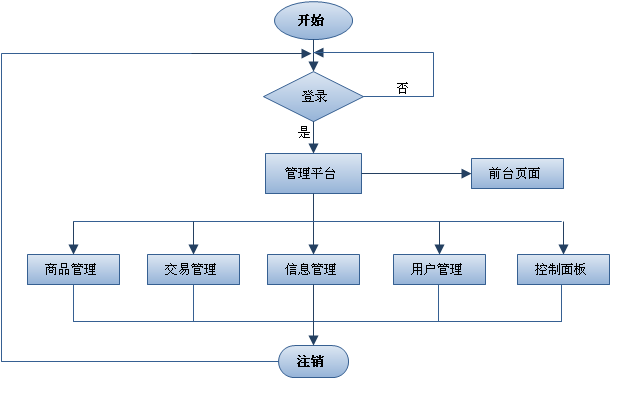 开始
登录
否
是
管理平台
前台页面
商品管理
交易管理
信息管理
用户管理
控制面板
注销